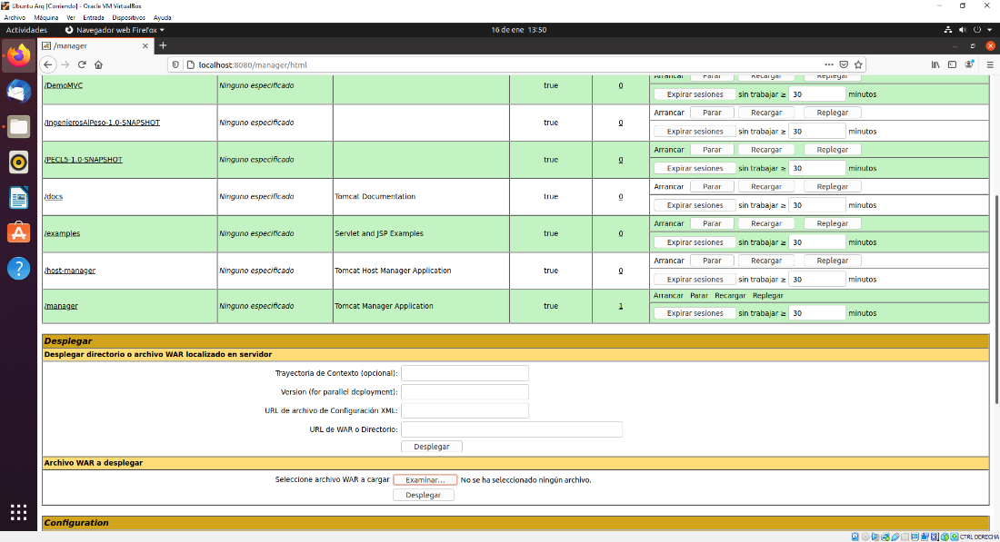 Ubuntu Arq [Corriendo] - Oracle VM VirtualBox
Archivo Máquina Ver Entrada Dispositivos Ayuda
Actividades Navegador web Firefox 16 de ene 13:50
/manager
localhost:8080/manager/html
/DemoMVC Ninguno especificado true 0 Arrancar Parar Recargar Replegar
Expirar sesiones sin trabajar ≥ 30 minutos
/IngenierosAlPeso-1.0-SNAPSHOT Ninguno especificado true 0 Arrancar Parar Recargar Replegar
Expirar sesiones sin trabajar ≥ 30 minutos
/PECL5-1.0-SNAPSHOT Ninguno especificado true 0 Arrancar Parar Recargar Replegar
Expirar sesiones sin trabajar ≥ 30 minutos
/docs Ninguno especificado Tomcat Documentation true 0 Arrancar Parar Recargar Replegar
Expirar sesiones sin trabajar ≥ 30 minutos
/examples Ninguno especificado Servlet and JSP Examples true 0 Arrancar Parar Recargar Replegar
Expirar sesiones sin trabajar ≥ 30 minutos
/host-manager Ninguno especificado Tomcat Host Manager Application true 0 Arrancar Parar Recargar Replegar
Expirar sesiones sin trabajar ≥ 30 minutos
/manager Ninguno especificado Tomcat Manager Application true 1 Arrancar Parar Recargar Replegar
Expirar sesiones sin trabajar ≥ 30 minutos
Desplegar
Desplegar directorio o archivo WAR localizado en servidor
Trayectoria de Contexto (opcional):
Version (for parallel deployment):
URL de archivo de Configuración XML:
URL de WAR o Directorio:
Desplegar
Archivo WAR a desplegar
Seleccione archivo WAR a cargar Examinar... No se ha seleccionado ningún archivo.
Desplegar
Configuration
CTRL DERECHA